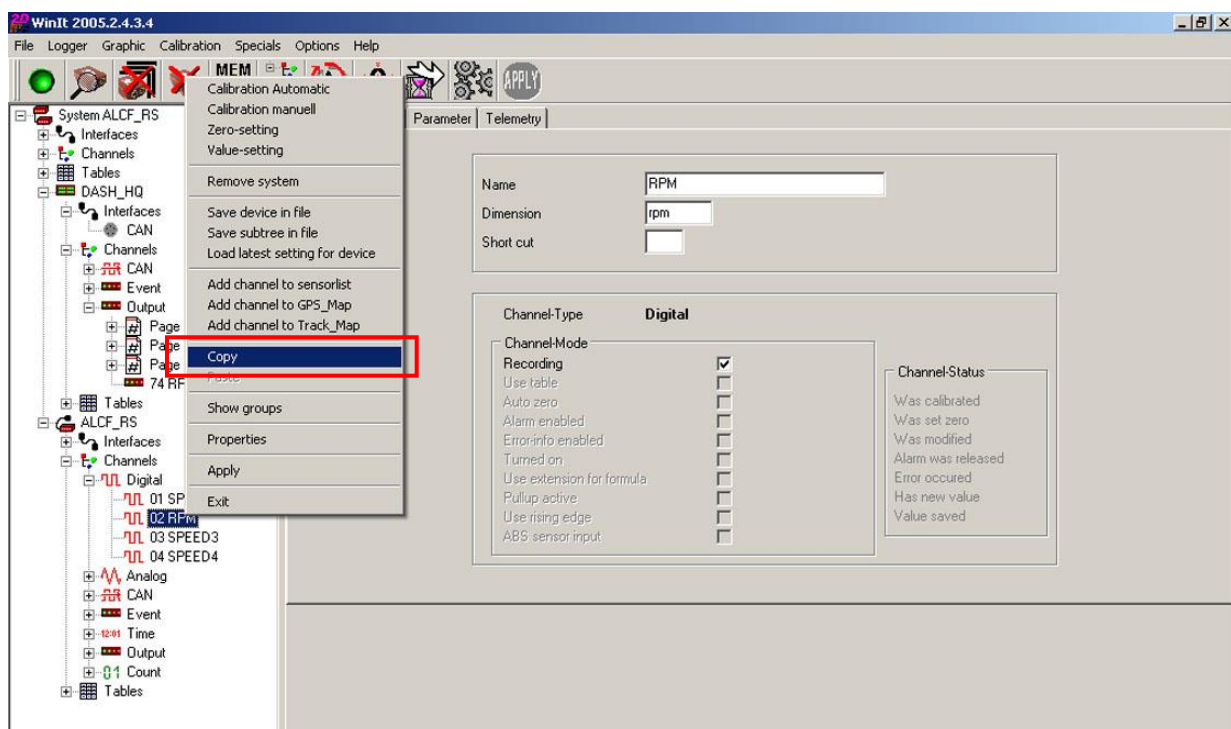 WinIt 2005.2.4.3.4
File Logger Graphic Calibration Specials Options Help
MEM
APPLY
Calibration Automatic
Calibration manuell
Zero-setting
Value-setting
Remove system
Save device in file
Save subtree in file
Load latest setting for device
Add channel to sensorlist
Add channel to GPS_Map
Add channel to Track_Map
Copy
Paste
Show groups
Properties
Apply
Exit
System ALCF_RS
Interfaces
Channels
Tables
DASH_HQ
Interfaces
CAN
Channels
CAN
Event
Output
Page
Page
Page
74 RF
Tables
ALCF_RS
Interfaces
Channels
Digital
01 SP
02 RPM
03 SPEED3
04 SPEED4
Analog
CAN
Event
12:01 Time
Output
01 Count
Tables
Parameter Telemetry
Name RPM
Dimension rpm
Short cut
Channel-Type Digital
Channel-Mode
Recording
Use table
Auto zero
Alarm enabled
Error-info enabled
Turned on
Use extension for formula
Pullup active
Use rising edge
ABS sensor input
Channel-Status
Was calibrated
Was set zero
Was modified
Alarm was released
Error occured
Has new value
Value saved